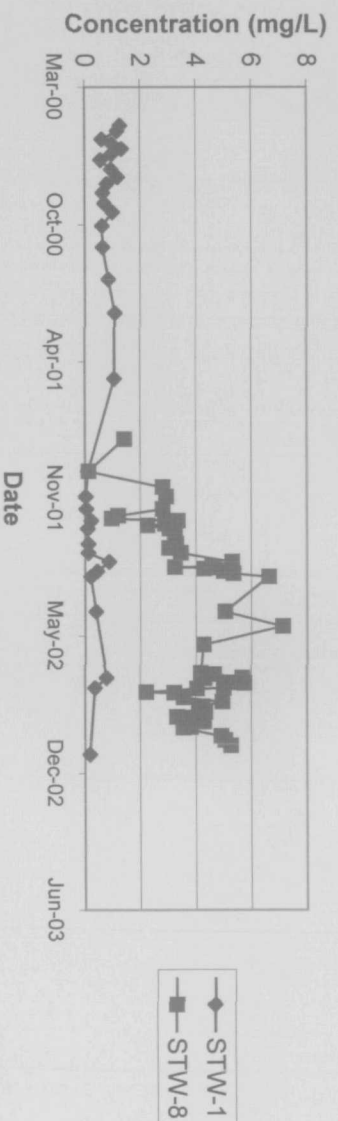 Concentration (mg/L)
8
6
4
2
0
Mar-00
Oct-00
Apr-01
Nov-01
May-02
Dec-02
Jun-03
Date
STW-1
STW-8